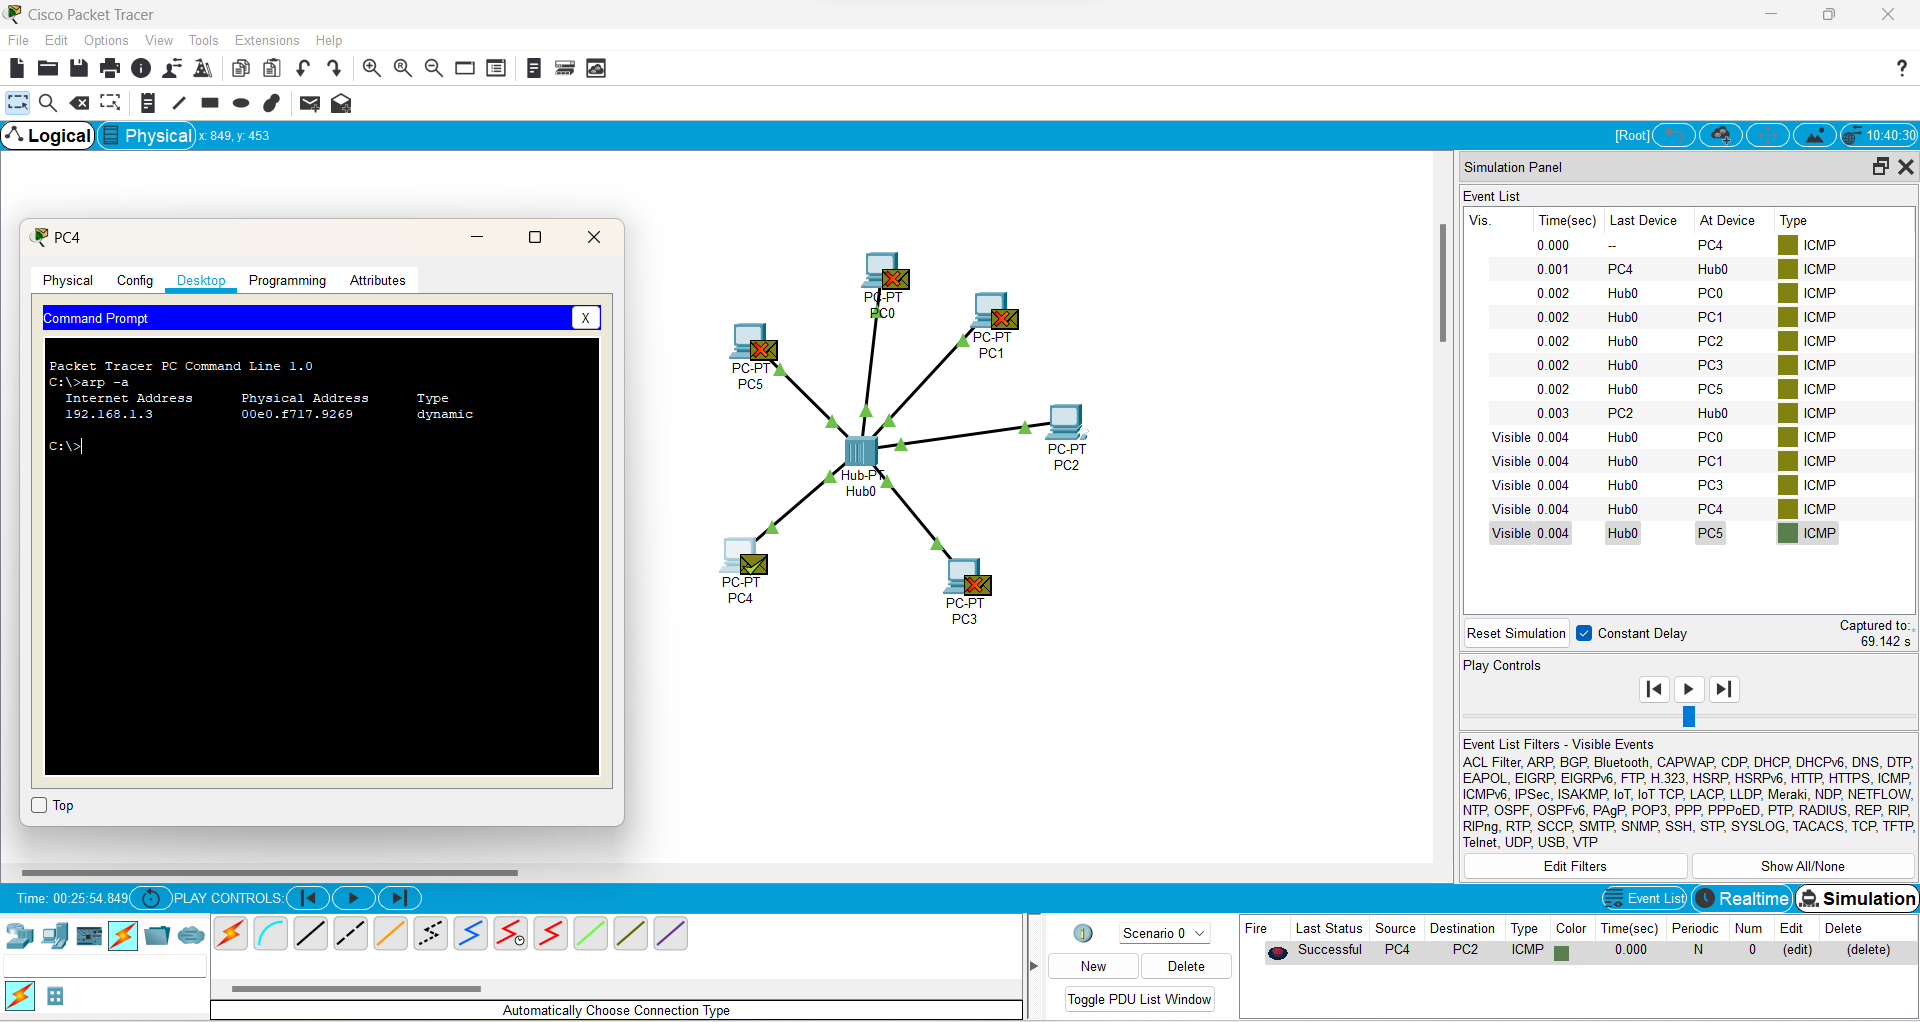 Cisco Packet Tracer
File Edit Options View Tools Extensions Help
Logical Physical x: 849, y: 453 [Root] 10:40:30
PC4
Physical Config Desktop Programming Attributes
Command Prompt X
Packet Tracer PC Command Line 1.0
C:\>arp -a
Internet Address Physical Address Type
192.168.1.3 00e0.f717.9269 dynamic
C:\>
Top
PC-PT
PC0
PC-PT
PC1
PC-PT
PC5
PC-PT
PC2
Hub-PT
Hub0
PC-PT
PC4
PC-PT
PC3
Simulation Panel
Event List
Vis. Time(sec) Last Device At Device Type
0.000 -- PC4 ICMP
0.001 PC4 Hub0 ICMP
0.002 Hub0 PC0 ICMP
0.002 Hub0 PC1 ICMP
0.002 Hub0 PC2 ICMP
0.002 Hub0 PC3 ICMP
0.002 Hub0 PC5 ICMP
0.003 PC2 Hub0 ICMP
Visible 0.004 Hub0 PC0 ICMP
Visible 0.004 Hub0 PC1 ICMP
Visible 0.004 Hub0 PC3 ICMP
Visible 0.004 Hub0 PC4 ICMP
Visible 0.004 Hub0 PC5 ICMP
Reset Simulation Constant Delay Captured to:
69.142 s
Play Controls
Event List Filters - Visible Events
ACL Filter, ARP, BGP, Bluetooth, CAPWAP, CDP, DHCP, DHCPv6, DNS, DTP,
EAPOL, EIGRP, EIGRPv6, FTP, H.323, HSRP, HSRPv6, HTTP, HTTPS, ICMP,
ICMPv6, IPSec, ISAKMP, IoT, IoT TCP, LACP, LLDP, Meraki, NDP, NETFLOW,
NTP, OSPF, OSPFv6, PAgP, POP3, PPP, PPPoED, PTP, RADIUS, REP, RIP,
RIPng, RTP, SCCP, SMTP, SNMP, SSH, STP, SYSLOG, TACACS, TCP, TFTP,
Telnet, UDP, USB, VTP
Edit Filters Show All/None
Time: 00:25:54.849 PLAY CONTROLS: Event List Realtime Simulation
Automatically Choose Connection Type
1 Scenario 0
New Delete
Toggle PDU List Window
Fire Last Status Source Destination Type Color Time(sec) Periodic Num Edit Delete
Successful PC4 PC2 ICMP 0.000 N 0 (edit) (delete)